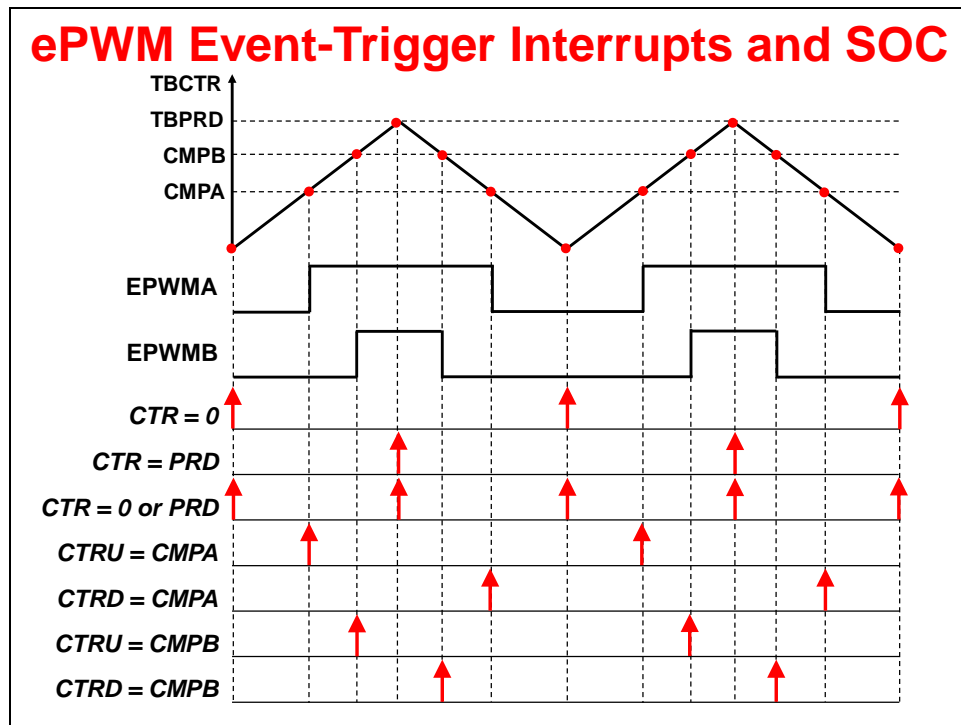 ePWM Event-Trigger Interrupts and SOC
TBCTR
TBPRD
CMPB
CMPA
EPWMA
EPWMB
CTR = 0
CTR = PRD
CTR = 0 or PRD
CTRU = CMPA
CTRD = CMPA
CTRU = CMPB
CTRD = CMPB